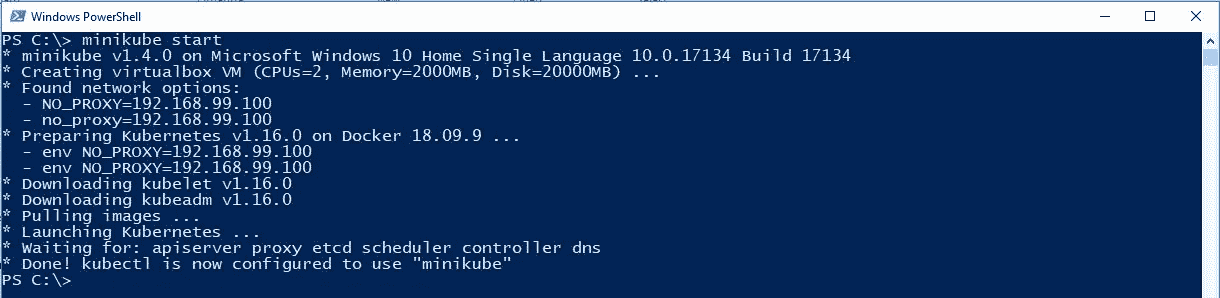 Windows PowerShell
PS C:\> minikube start
* minikube v1.4.0 on Microsoft Windows 10 Home Single Language 10.0.17134 Build 17134
* Creating virtualbox VM (CPUs=2, Memory=2000MB, Disk=20000MB) ...
* Found network options:
  - NO_PROXY=192.168.99.100
  - no_proxy=192.168.99.100
* Preparing Kubernetes v1.16.0 on Docker 18.09.9 ...
  - env NO_PROXY=192.168.99.100
  - env NO_PROXY=192.168.99.100
* Downloading kubelet v1.16.0
* Downloading kubeadm v1.16.0
* Pulling images ...
* Launching Kubernetes ...
* Waiting for: apiserver proxy etcd scheduler controller dns
* Done! kubectl is now configured to use "minikube"
PS C:\>